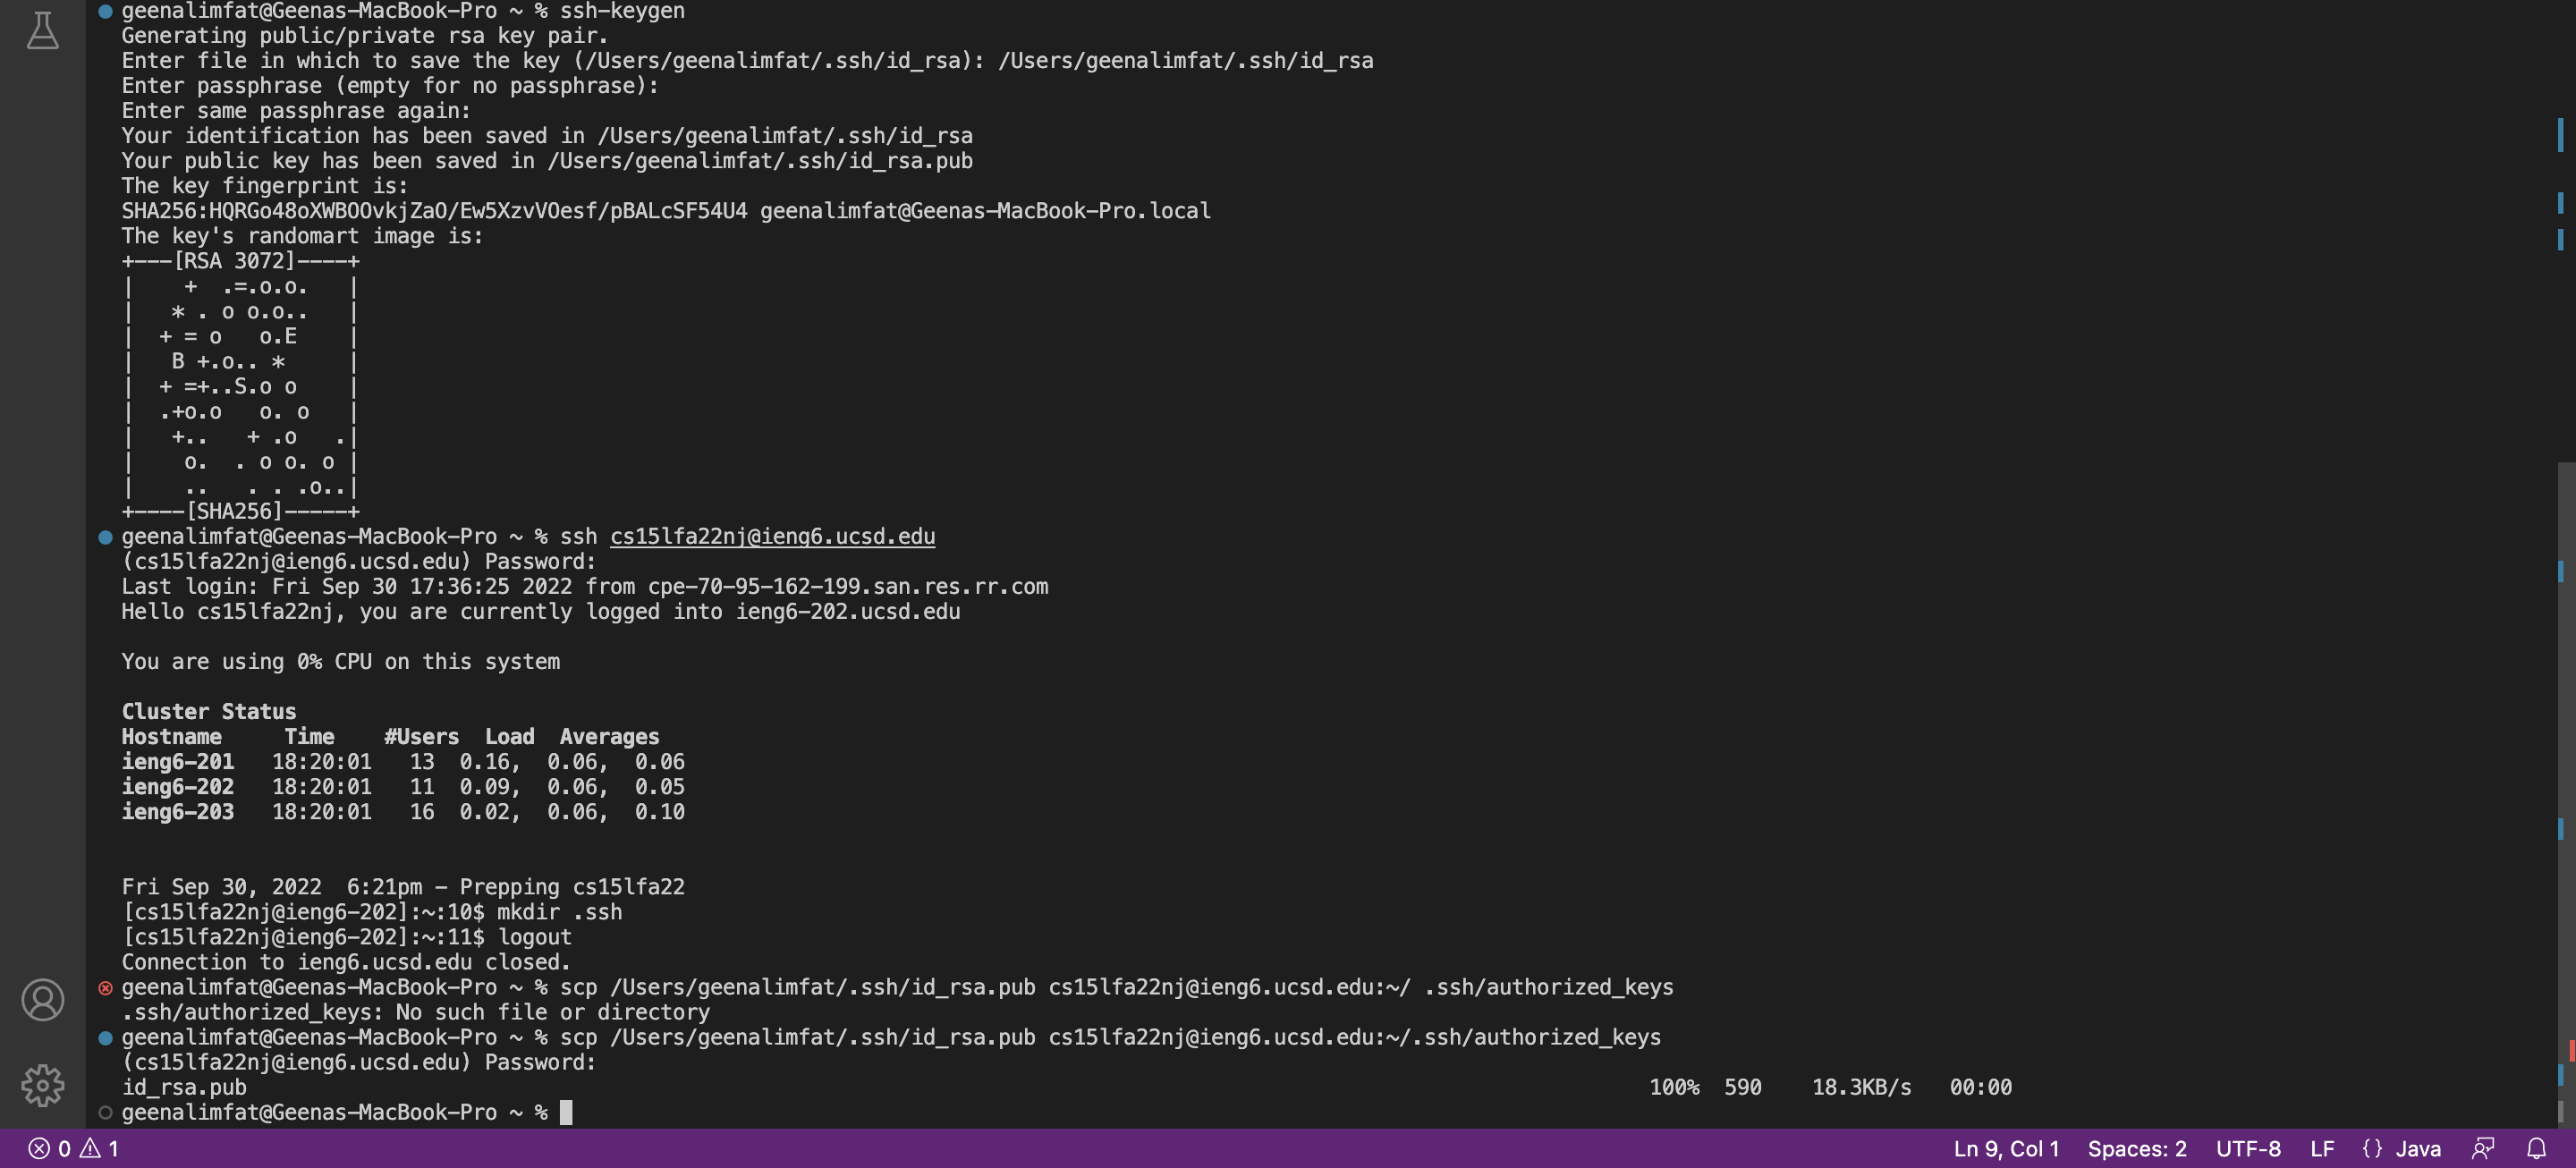 geenalimfat@Geenas-MacBook-Pro ~ % ssh-keygen
Generating public/private rsa key pair.
Enter file in which to save the key (/Users/geenalimfat/.ssh/id_rsa): /Users/geenalimfat/.ssh/id_rsa
Enter passphrase (empty for no passphrase):
Enter same passphrase again:
Your identification has been saved in /Users/geenalimfat/.ssh/id_rsa
Your public key has been saved in /Users/geenalimfat/.ssh/id_rsa.pub
The key fingerprint is:
SHA256:HQRGo48oXWBOOvkjZaO/Ew5XzvVOesf/pBALcSF54U4 geenalimfat@Geenas-MacBook-Pro.local
The key's randomart image is:
+---[RSA 3072]----+
|    +  .=.o.o.   |
|   * . o o.o..   |
|  + = o   o.E    |
|   B +.o.. *     |
|  + =+..S.o o    |
|  .+o.o   o. o   |
|   +..   + .o   .|
|    o.  . o o. o |
|    ..   . . .o..|
+----[SHA256]-----+
geenalimfat@Geenas-MacBook-Pro ~ % ssh cs15lfa22nj@ieng6.ucsd.edu
(cs15lfa22nj@ieng6.ucsd.edu) Password:
Last login: Fri Sep 30 17:36:25 2022 from cpe-70-95-162-199.san.res.rr.com
Hello cs15lfa22nj, you are currently logged into ieng6-202.ucsd.edu
You are using 0% CPU on this system
Cluster Status
Hostname     Time    #Users  Load  Averages
ieng6-201   18:20:01   13  0.16,  0.06,  0.06
ieng6-202   18:20:01   11  0.09,  0.06,  0.05
ieng6-203   18:20:01   16  0.02,  0.06,  0.10
Fri Sep 30, 2022  6:21pm - Prepping cs15lfa22
[cs15lfa22nj@ieng6-202]:~:10$ mkdir .ssh
[cs15lfa22nj@ieng6-202]:~:11$ logout
Connection to ieng6.ucsd.edu closed.
geenalimfat@Geenas-MacBook-Pro ~ % scp /Users/geenalimfat/.ssh/id_rsa.pub cs15lfa22nj@ieng6.ucsd.edu:~/ .ssh/authorized_keys
.ssh/authorized_keys: No such file or directory
geenalimfat@Geenas-MacBook-Pro ~ % scp /Users/geenalimfat/.ssh/id_rsa.pub cs15lfa22nj@ieng6.ucsd.edu:~/.ssh/authorized_keys
(cs15lfa22nj@ieng6.ucsd.edu) Password:
id_rsa.pub 100% 590 18.3KB/s 00:00
geenalimfat@Geenas-MacBook-Pro ~ %
0 1 Ln 9, Col 1 Spaces: 2 UTF-8 LF {} Java